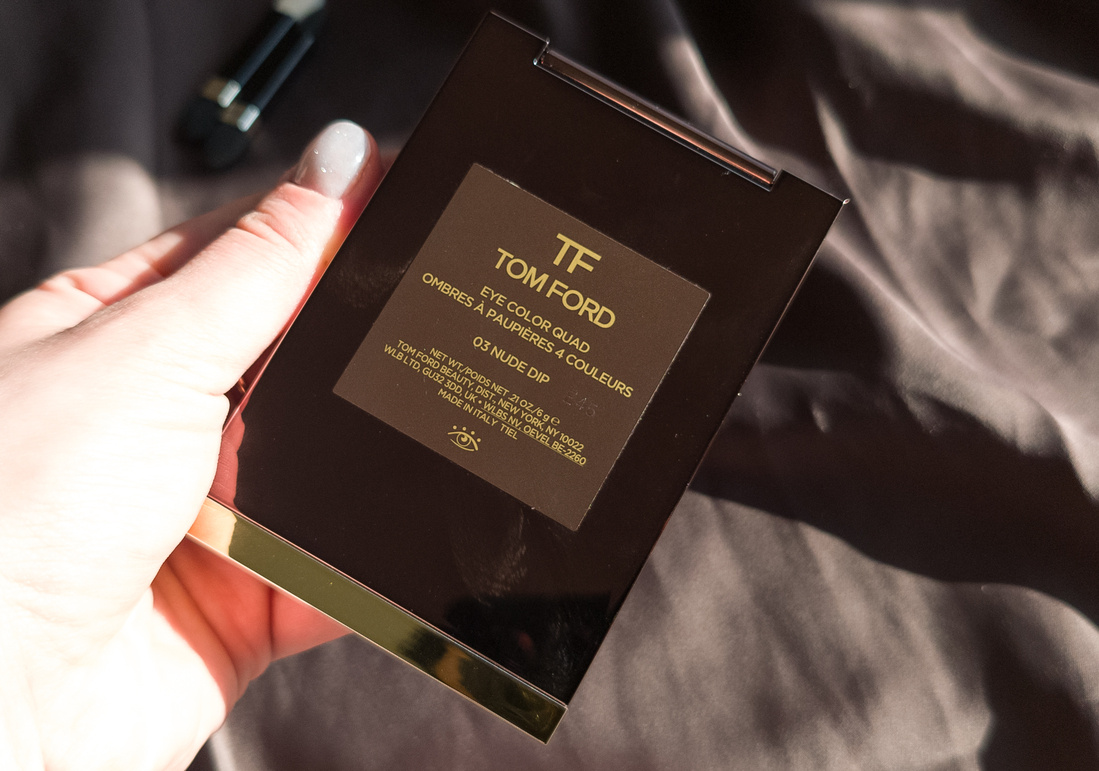 TF
TOM FORD
EYE COLOR QUAD
OMBRES À PAUPIÈRES 4 COULEURS
03 NUDE DIP
NET WT./POIDS NET .21 OZ/6 g ℮
TOM FORD BEAUTY, DIST., NEW YORK, NY 10022
WLB LTD, GU32 3DD, UK • WLBS NV, OEVEL BE-2260
MADE IN ITALY TIEL